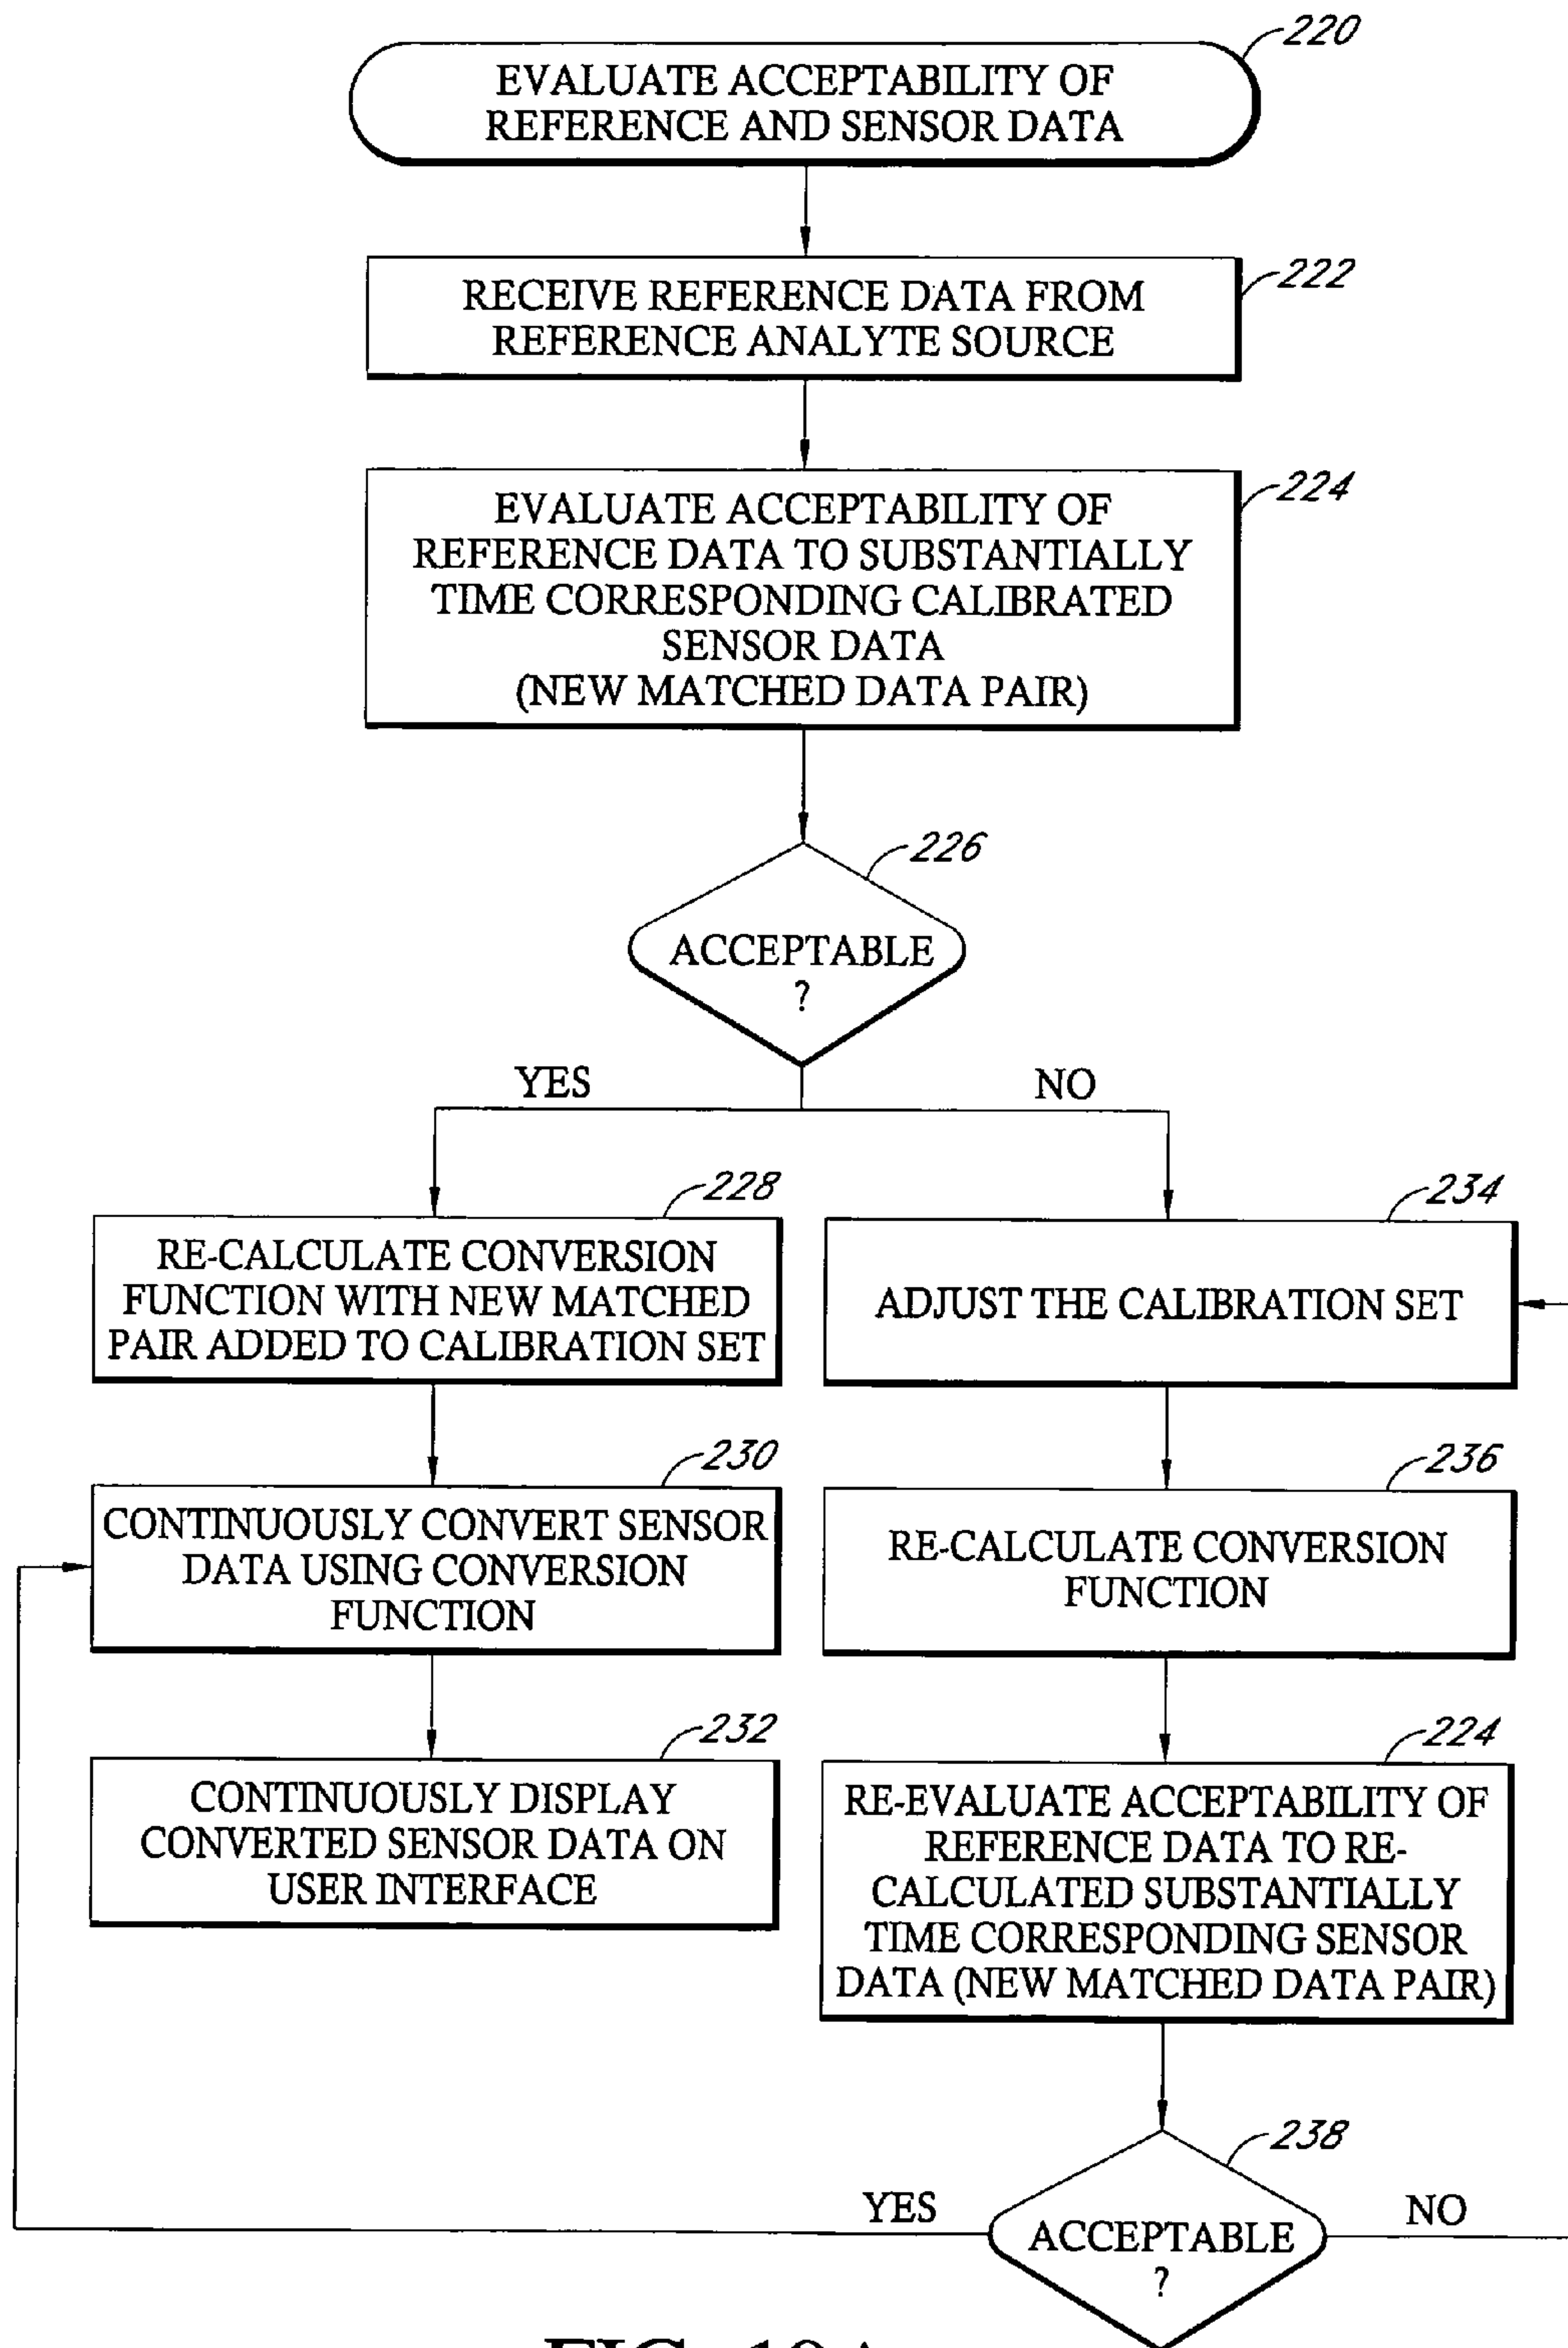 220
EVALUATE ACCEPTABILITY OF
REFERENCE AND SENSOR DATA
222
RECEIVE REFERENCE DATA FROM
REFERENCE ANALYTE SOURCE
224
EVALUATE ACCEPTABILITY OF
REFERENCE DATA TO SUBSTANTIALLY
TIME CORRESPONDING CALIBRATED
SENSOR DATA
(NEW MATCHED DATA PAIR)
226
ACCEPTABLE
?
YES
NO
228
RE-CALCULATE CONVERSION
FUNCTION WITH NEW MATCHED
PAIR ADDED TO CALIBRATION SET
234
ADJUST THE CALIBRATION SET
230
CONTINUOUSLY CONVERT SENSOR
DATA USING CONVERSION
FUNCTION
236
RE-CALCULATE CONVERSION
FUNCTION
232
CONTINUOUSLY DISPLAY
CONVERTED SENSOR DATA ON
USER INTERFACE
224
RE-EVALUATE ACCEPTABILITY OF
REFERENCE DATA TO RE-
CALCULATED SUBSTANTIALLY
TIME CORRESPONDING SENSOR
DATA (NEW MATCHED DATA PAIR)
238
YES
ACCEPTABLE
?
NO